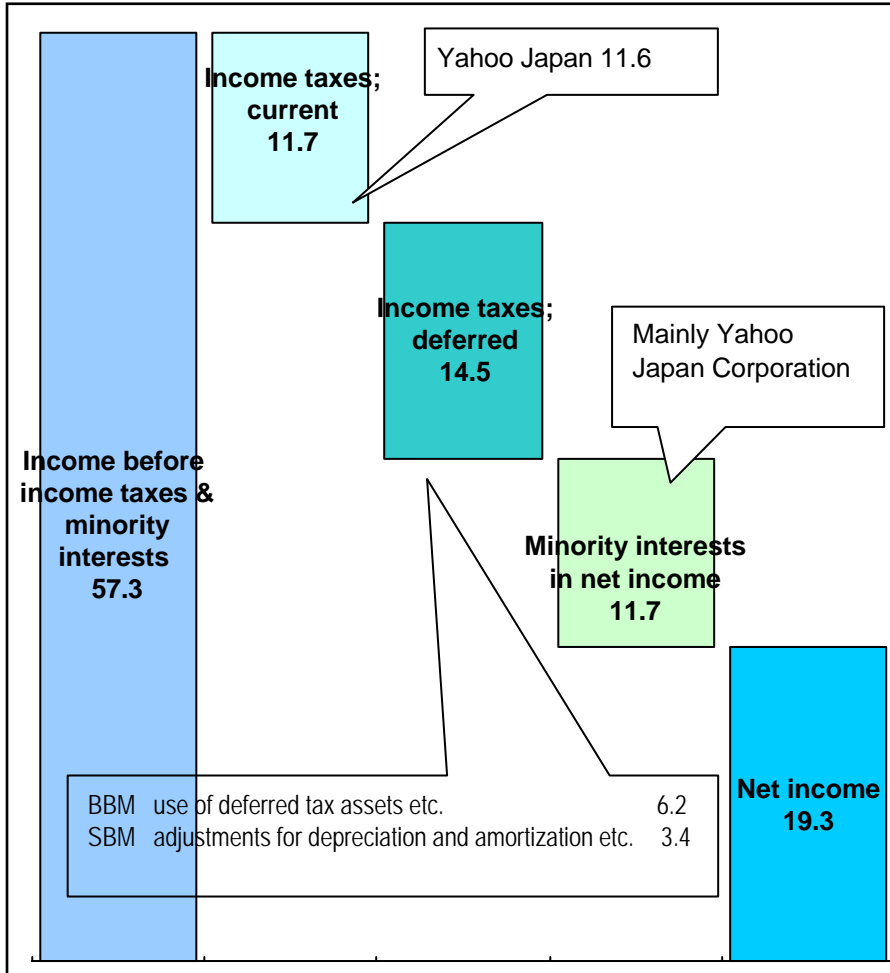 Income taxes;
current
11.7
Yahoo Japan 11.6
Income taxes;
deferred
14.5
Mainly Yahoo
Japan Corporation
Income before
income taxes &
minority
interests
57.3
Minority interests
in net income
11.7
BBM use of deferred tax assets etc. 6.2
SBM adjustments for depreciation and amortization etc. 3.4
Net income
19.3